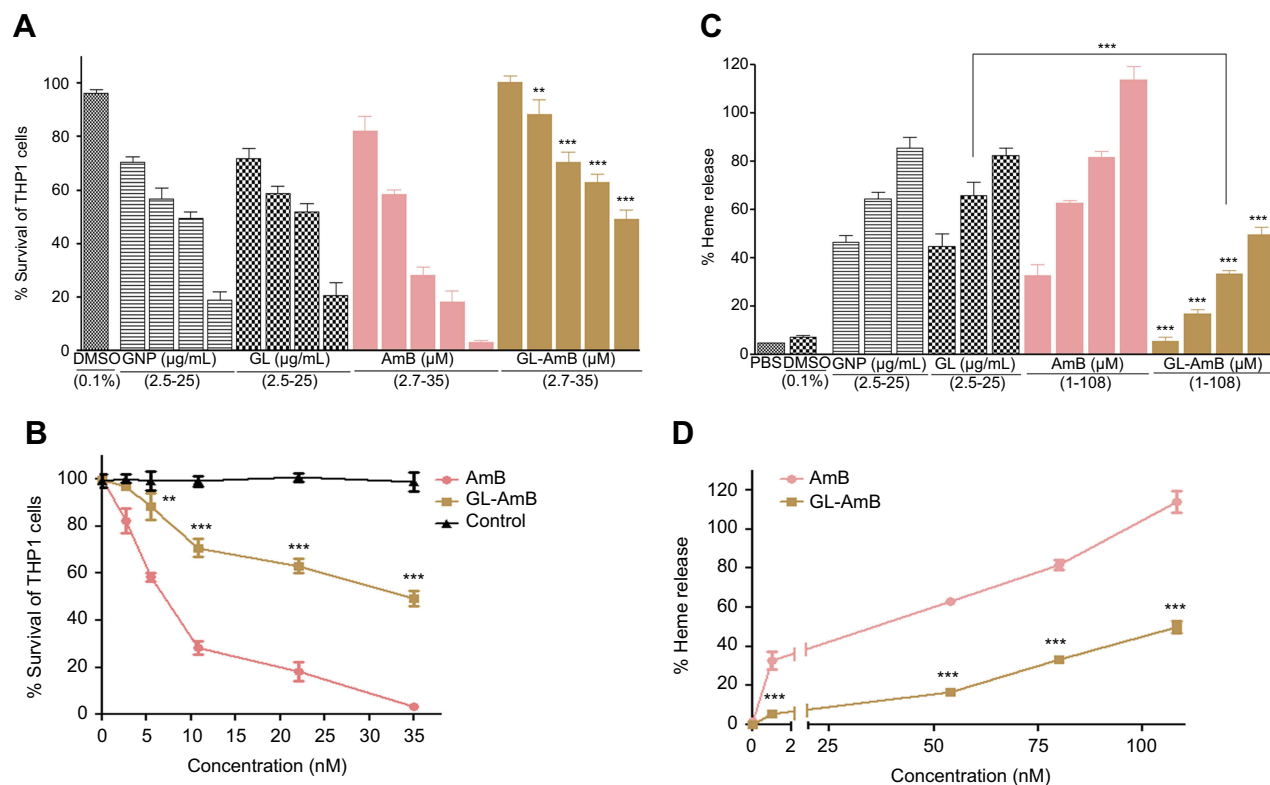 A
% Survival of THP1 cells
100
80
60
40
20
0
**
***
***
***
DMSO
GNP (µg/mL)
GL (µg/mL)
AmB (µM)
GL-AmB (µM)
(0.1%)
(2.5-25)
(2.5-25)
(2.7-35)
(2.7-35)
C
% Heme release
120
100
80
60
40
20
0
***
***
***
***
***
PBS
DMSO
GNP (µg/mL)
GL (µg/mL)
AmB (µM)
GL-AmB (µM)
(0.1%)
(2.5-25)
(2.5-25)
(1-108)
(1-108)
B
% Survival of THP1 cells
100
80
60
40
20
0
**
***
***
***
AmB
GL-AmB
Control
0
5
10
15
20
25
30
35
Concentration (nM)
D
% Heme release
120
100
80
60
40
20
0
AmB
GL-AmB
***
***
***
***
0
2
25
50
75
100
Concentration (nM)